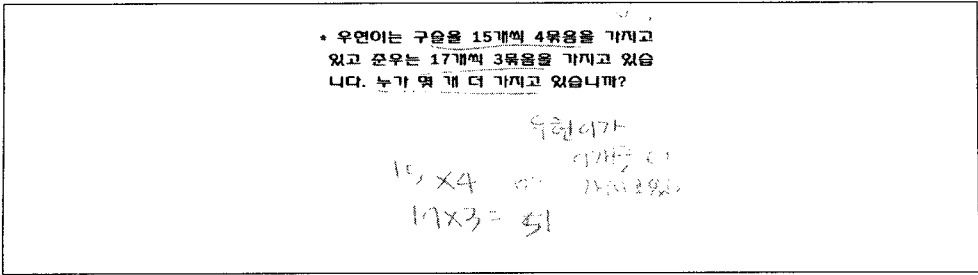 * 우연이는 구슬을 15개씩 4묶음을 가지고
있고 준우는 17개씩 3묶음을 가지고 있습
니다. 누가 몇 개 더 가지고 있습니까?
우현이가
15 ×4
17×3= 51